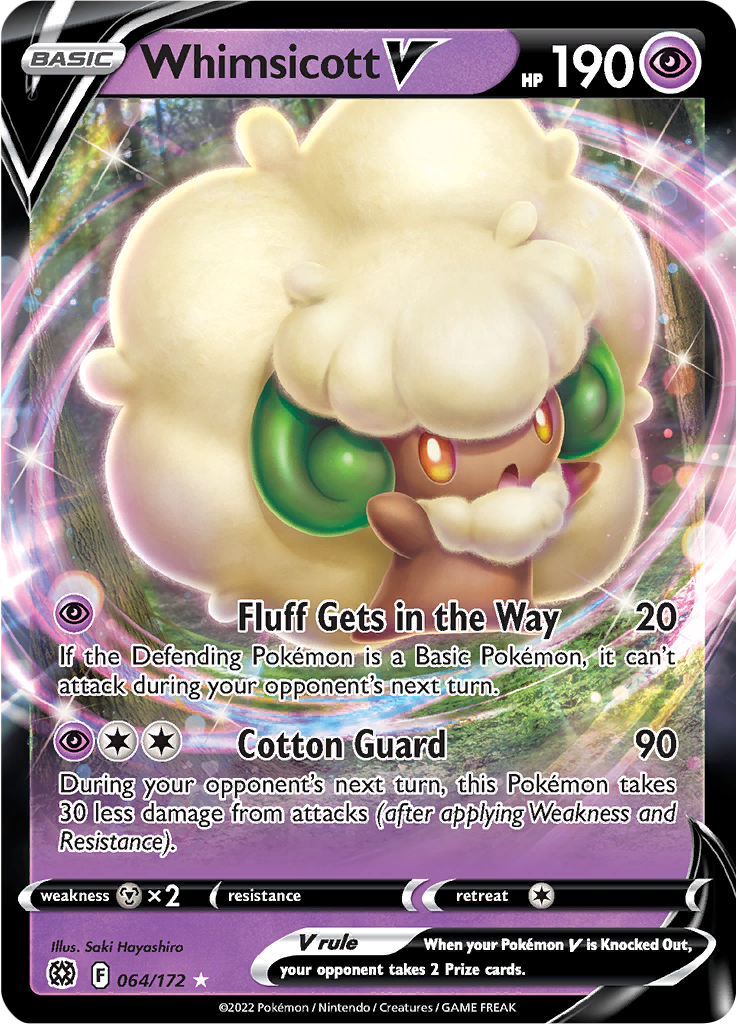 BASIC Whimsicott V HP 190
Fluff Gets in the Way 20
If the Defending Pokémon is a Basic Pokémon, it can't
attack during your opponent's next turn.
Cotton Guard 90
During your opponent's next turn, this Pokémon takes
30 less damage from attacks (after applying Weakness and
Resistance).
weakness ×2 resistance retreat
Illus. Saki Hayashiro
V rule When your Pokémon V is Knocked Out,
your opponent takes 2 Prize cards.
F 064/172 ★
©2022 Pokémon / Nintendo / Creatures / GAME FREAK